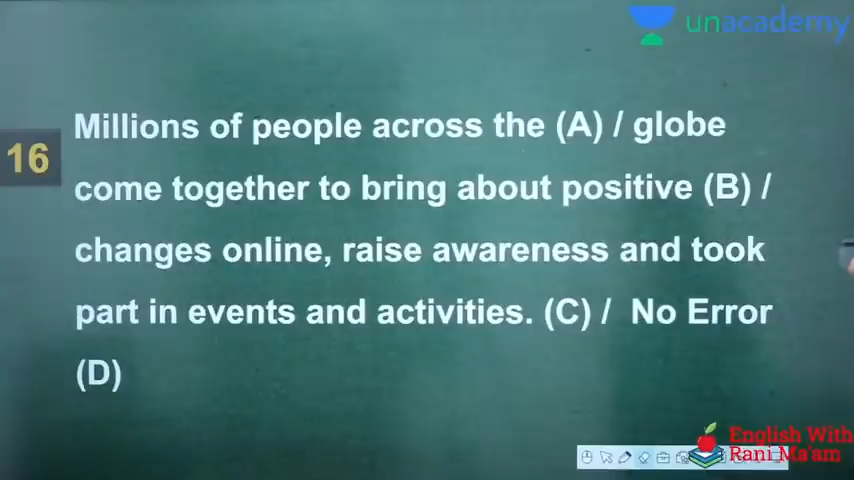 unacademy
Millions of people across the (A) / globe
16
come together to bring about positive (B) /
changes online, raise awareness and took
part in events and activities. (C) / No Error
(D)
English With
Rani Ma'am